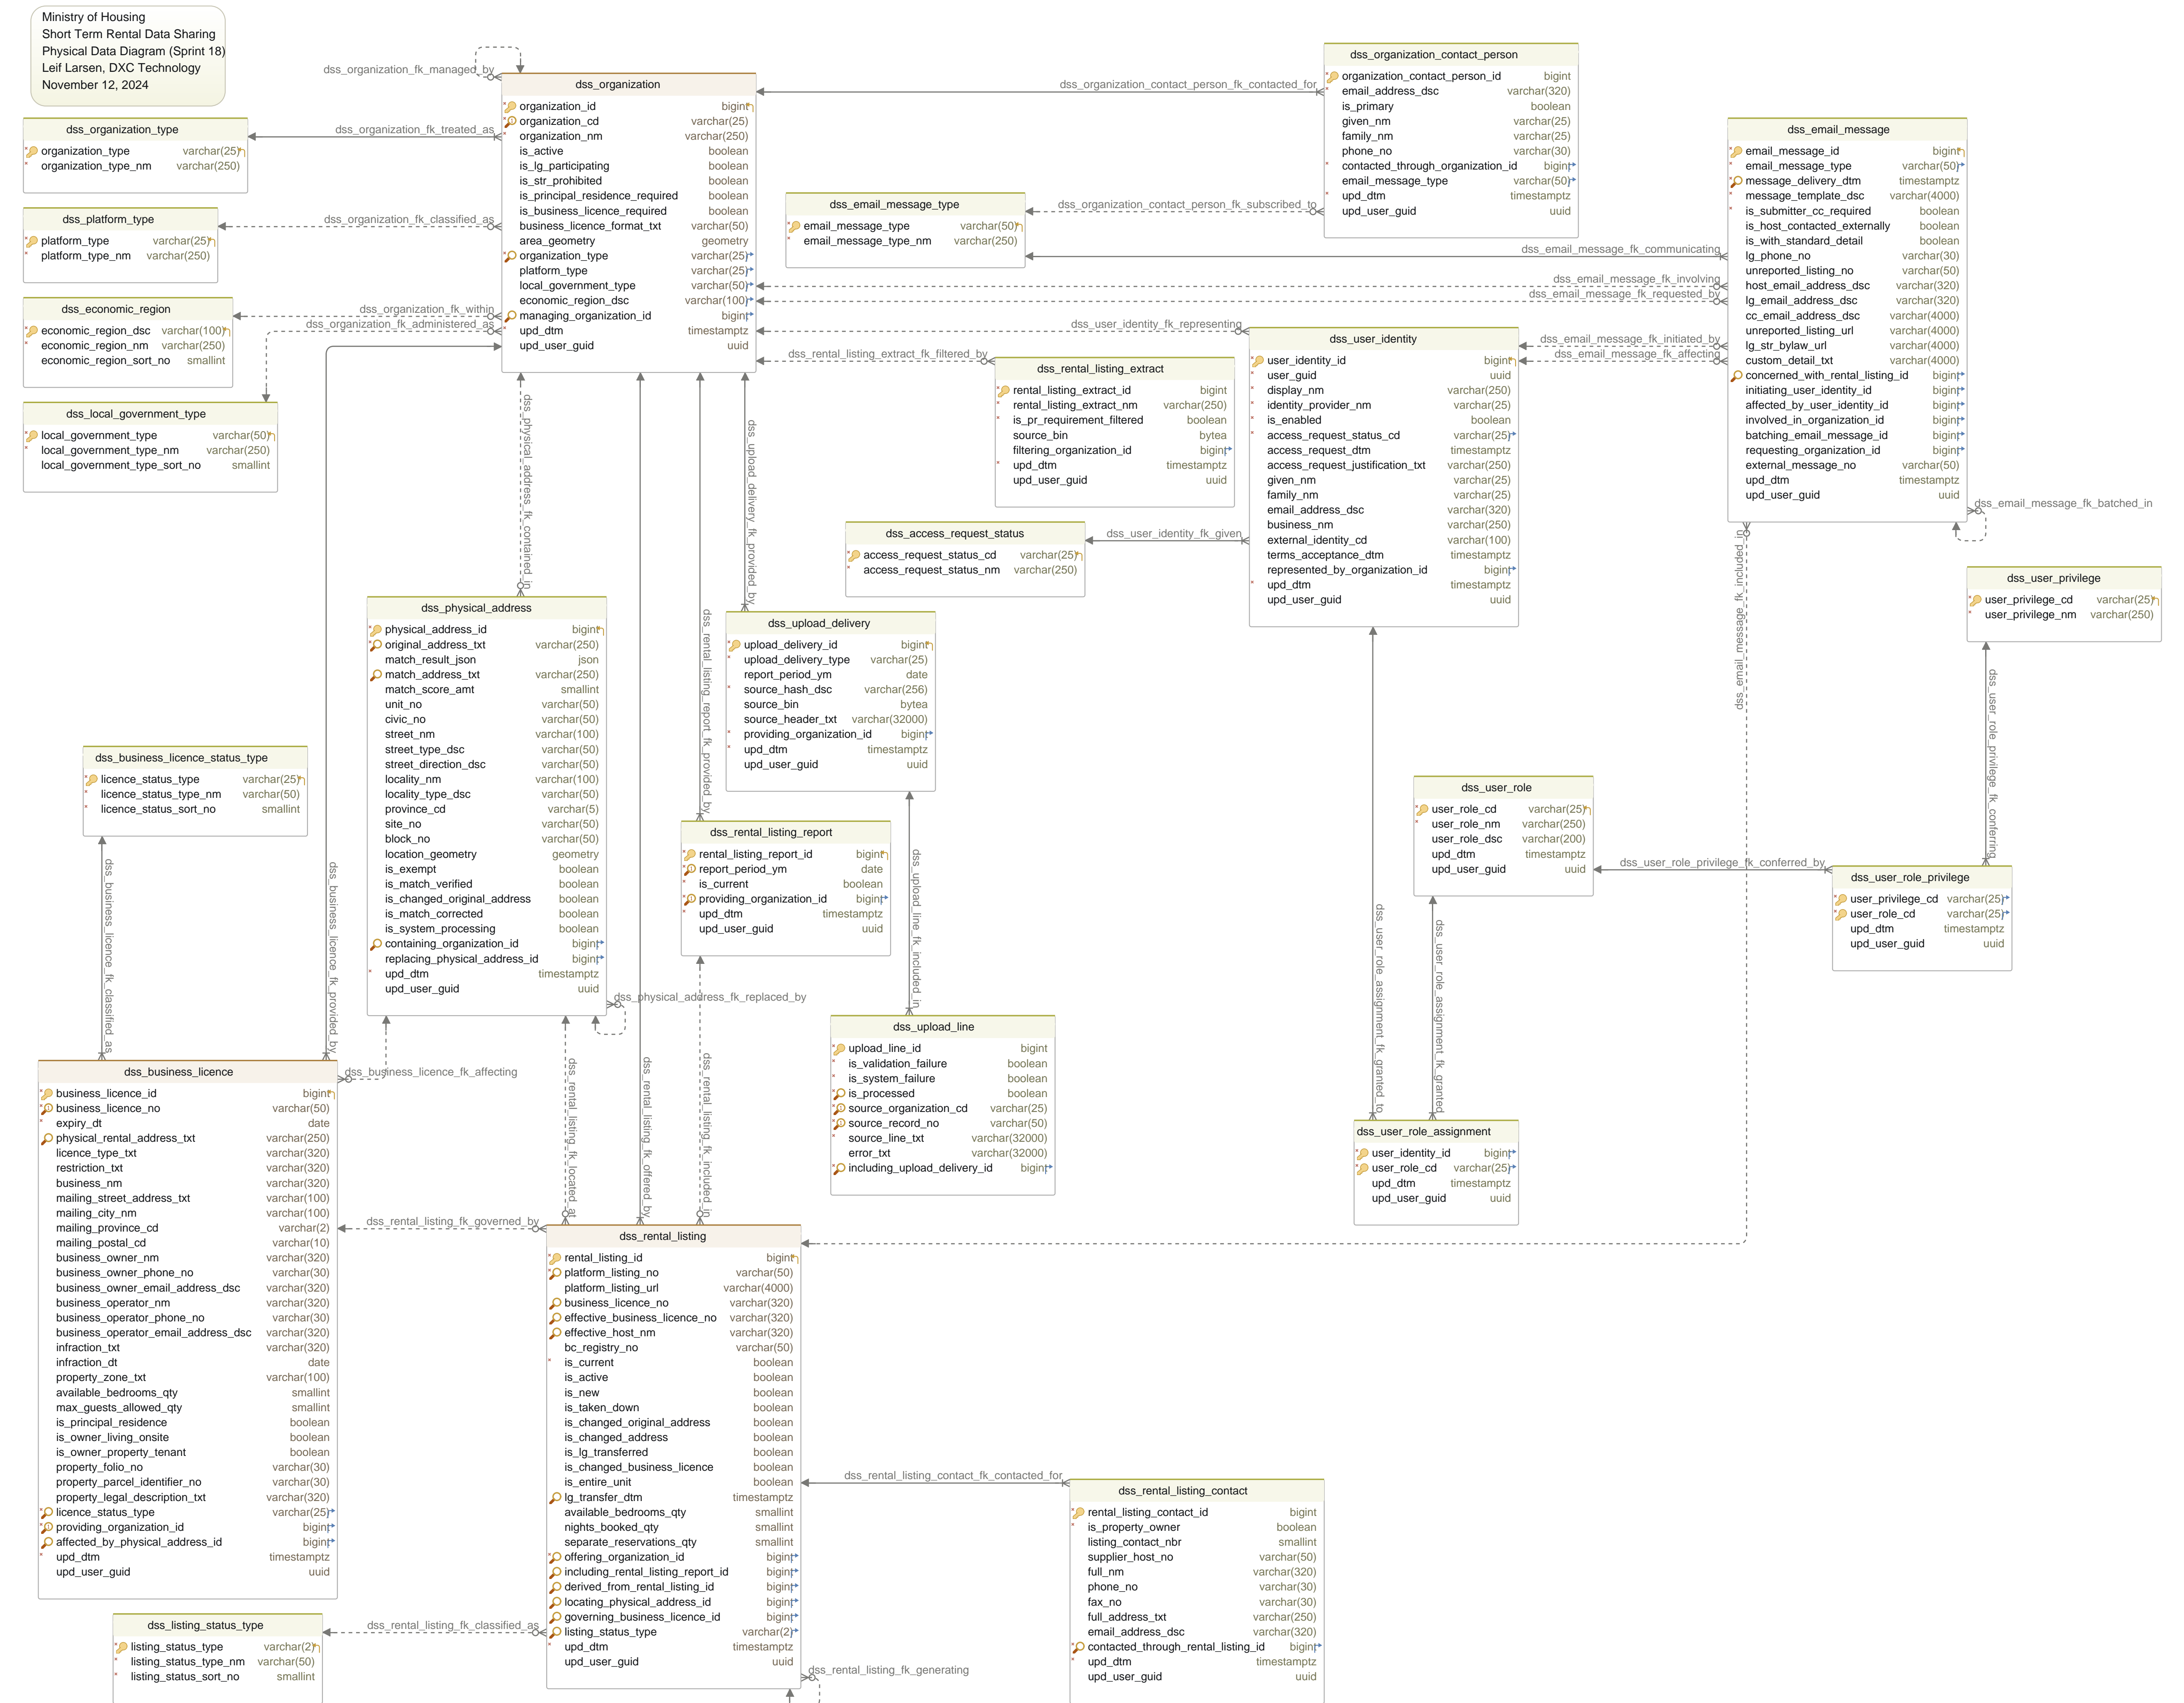 Ministry of Housing
Short Term Rental Data Sharing
Physical Data Diagram (Sprint 18)
Leif Larsen, DXC Technology
November 12, 2024
dss_organization_fk_managed_by
dss_organization
organization_id bigint
organization_cd varchar(25)
organization_nm varchar(250)
is_active boolean
is_lg_participating boolean
is_str_prohibited boolean
is_principal_residence_required boolean
is_business_licence_required boolean
business_licence_format_txt varchar(50)
area_geometry geometry
organization_type varchar(25)
platform_type varchar(25)
local_government_type varchar(50)
economic_region_dsc varchar(100)
managing_organization_id bigint
upd_dtm timestamptz
upd_user_guid uuid
dss_organization_contact_person_fk_contacted_for
dss_organization_contact_person
organization_contact_person_id bigint
email_address_dsc varchar(320)
is_primary boolean
given_nm varchar(25)
family_nm varchar(25)
phone_no varchar(30)
contacted_through_organization_id bigint
email_message_type varchar(50)
upd_dtm timestamptz
upd_user_guid uuid
dss_organization_type
organization_type varchar(25)
organization_type_nm varchar(250)
dss_organization_fk_treated_as
dss_platform_type
platform_type varchar(25)
platform_type_nm varchar(250)
dss_organization_fk_classified_as
dss_economic_region
economic_region_dsc varchar(100)
economic_region_nm varchar(250)
economic_region_sort_no smallint
dss_organization_fk_within
dss_organization_fk_administered_as
dss_local_government_type
local_government_type varchar(50)
local_government_type_nm varchar(250)
local_government_type_sort_no smallint
dss_email_message_type
email_message_type varchar(50)
email_message_type_nm varchar(250)
dss_organization_contact_person_fk_subscribed_to
dss_email_message_fk_communicating
dss_email_message_fk_involving
dss_email_message_fk_requested_by
dss_email_message
email_message_id bigint
email_message_type varchar(50)
message_delivery_dtm timestamptz
message_template_dsc varchar(4000)
is_submitter_cc_required boolean
is_host_contacted_externally boolean
is_with_standard_detail boolean
lg_phone_no varchar(30)
unreported_listing_no varchar(50)
host_email_address_dsc varchar(320)
lg_email_address_dsc varchar(320)
cc_email_address_dsc varchar(4000)
unreported_listing_url varchar(4000)
lg_str_bylaw_url varchar(4000)
custom_detail_txt varchar(4000)
concerned_with_rental_listing_id bigint
initiating_user_identity_id bigint
affected_by_user_identity_id bigint
involved_in_organization_id bigint
batching_email_message_id bigint
requesting_organization_id bigint
external_message_no varchar(50)
upd_dtm timestamptz
upd_user_guid uuid
dss_email_message_fk_batched_in
dss_user_identity_fk_representing
dss_rental_listing_extract_fk_filtered_by
dss_rental_listing_extract
rental_listing_extract_id bigint
rental_listing_extract_nm varchar(250)
is_pr_requirement_filtered boolean
source_bin bytea
filtering_organization_id bigint
upd_dtm timestamptz
upd_user_guid uuid
dss_user_identity
user_identity_id bigint
user_guid uuid
display_nm varchar(250)
identity_provider_nm varchar(25)
is_enabled boolean
access_request_status_cd varchar(25)
access_request_dtm timestamptz
access_request_justification_txt varchar(250)
given_nm varchar(25)
family_nm varchar(25)
email_address_dsc varchar(320)
business_nm varchar(250)
external_identity_cd varchar(100)
terms_acceptance_dtm timestamptz
represented_by_organization_id bigint
upd_dtm timestamptz
upd_user_guid uuid
dss_email_message_fk_initiated_by
dss_email_message_fk_affecting
dss_access_request_status
access_request_status_cd varchar(25)
access_request_status_nm varchar(250)
dss_user_identity_fk_given
dss_user_privilege
user_privilege_cd varchar(25)
user_privilege_nm varchar(250)
dss_physical_address_fk_contained_in
dss_upload_delivery_fk_provided_by
dss_rental_listing_report_fk_provided_by
dss_email_message_fk_included_in
dss_user_role_privilege_fk_conferring
dss_physical_address
physical_address_id bigint
original_address_txt varchar(250)
match_result_json json
match_address_txt varchar(250)
match_score_amt smallint
unit_no varchar(50)
civic_no varchar(50)
street_nm varchar(100)
street_type_dsc varchar(50)
street_direction_dsc varchar(50)
locality_nm varchar(100)
locality_type_dsc varchar(50)
province_cd varchar(5)
site_no varchar(50)
block_no varchar(50)
location_geometry geometry
is_exempt boolean
is_match_verified boolean
is_changed_original_address boolean
is_match_corrected boolean
is_system_processing boolean
containing_organization_id bigint
replacing_physical_address_id bigint
upd_dtm timestamptz
upd_user_guid uuid
dss_physical_address_fk_replaced_by
dss_upload_delivery
upload_delivery_id bigint
upload_delivery_type varchar(25)
report_period_ym date
source_hash_dsc varchar(256)
source_bin bytea
source_header_txt varchar(32000)
providing_organization_id bigint
upd_dtm timestamptz
upd_user_guid uuid
dss_business_licence_status_type
licence_status_type varchar(25)
licence_status_type_nm varchar(50)
licence_status_sort_no smallint
dss_rental_listing_report
rental_listing_report_id bigint
report_period_ym date
is_current boolean
providing_organization_id bigint
upd_dtm timestamptz
upd_user_guid uuid
dss_user_role
user_role_cd varchar(25)
user_role_nm varchar(250)
user_role_dsc varchar(200)
upd_dtm timestamptz
upd_user_guid uuid
dss_user_role_privilege_fk_conferred_by
dss_user_role_privilege
user_privilege_cd varchar(25)
user_role_cd varchar(25)
upd_dtm timestamptz
upd_user_guid uuid
dss_business_licence_fk_classified_as
dss_business_licence_fk_provided_by
dss_upload_line_fk_included_in
dss_user_role_assignment_fk_granted_to
dss_user_role_assignment_fk_granted
dss_upload_line
upload_line_id bigint
is_validation_failure boolean
is_system_failure boolean
is_processed boolean
source_organization_cd varchar(25)
source_record_no varchar(50)
source_line_txt varchar(32000)
error_txt varchar(32000)
including_upload_delivery_id bigint
dss_user_role_assignment
user_identity_id bigint
user_role_cd varchar(25)
upd_dtm timestamptz
upd_user_guid uuid
dss_business_licence_fk_affecting
dss_rental_listing_fk_located_at
dss_rental_listing_fk_offered_by
dss_rental_listing_fk_included_in
dss_business_licence
business_licence_id bigint
business_licence_no varchar(50)
expiry_dt date
physical_rental_address_txt varchar(250)
licence_type_txt varchar(320)
restriction_txt varchar(320)
business_nm varchar(320)
mailing_street_address_txt varchar(100)
mailing_city_nm varchar(100)
mailing_province_cd varchar(2)
mailing_postal_cd varchar(10)
business_owner_nm varchar(320)
business_owner_phone_no varchar(30)
business_owner_email_address_dsc varchar(320)
business_operator_nm varchar(320)
business_operator_phone_no varchar(30)
business_operator_email_address_dsc varchar(320)
infraction_txt varchar(320)
infraction_dt date
property_zone_txt varchar(100)
available_bedrooms_qty smallint
max_guests_allowed_qty smallint
is_principal_residence boolean
is_owner_living_onsite boolean
is_owner_property_tenant boolean
property_folio_no varchar(30)
property_parcel_identifier_no varchar(30)
property_legal_description_txt varchar(320)
licence_status_type varchar(25)
providing_organization_id bigint
affected_by_physical_address_id bigint
upd_dtm timestamptz
upd_user_guid uuid
dss_rental_listing_fk_governed_by
dss_rental_listing
rental_listing_id bigint
platform_listing_no varchar(50)
platform_listing_url varchar(4000)
business_licence_no varchar(320)
effective_business_licence_no varchar(320)
effective_host_nm varchar(320)
bc_registry_no varchar(50)
is_current boolean
is_active boolean
is_new boolean
is_taken_down boolean
is_changed_original_address boolean
is_changed_address boolean
is_lg_transferred boolean
is_changed_business_licence boolean
is_entire_unit boolean
lg_transfer_dtm timestamptz
available_bedrooms_qty smallint
nights_booked_qty smallint
separate_reservations_qty smallint
offering_organization_id bigint
including_rental_listing_report_id bigint
derived_from_rental_listing_id bigint
locating_physical_address_id bigint
governing_business_licence_id bigint
listing_status_type varchar(2)
upd_dtm timestamptz
upd_user_guid uuid
dss_rental_listing_contact_fk_contacted_for
dss_rental_listing_contact
rental_listing_contact_id bigint
is_property_owner boolean
listing_contact_nbr smallint
supplier_host_no varchar(50)
full_nm varchar(320)
phone_no varchar(30)
fax_no varchar(30)
full_address_txt varchar(250)
email_address_dsc varchar(320)
contacted_through_rental_listing_id bigint
upd_dtm timestamptz
upd_user_guid uuid
dss_listing_status_type
listing_status_type varchar(2)
listing_status_type_nm varchar(50)
listing_status_sort_no smallint
dss_rental_listing_fk_classified_as
dss_rental_listing_fk_generating